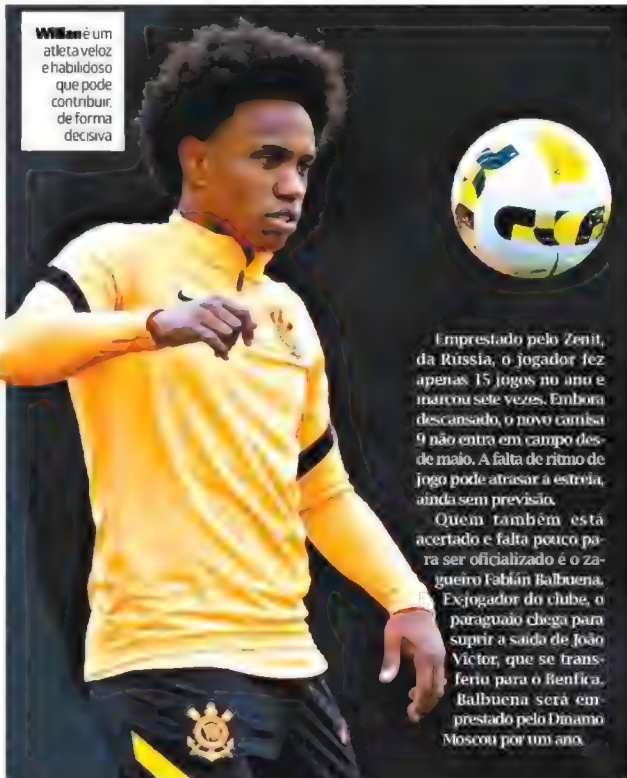 Willian é um
atleta veloz
e habilidoso
que pode
contribuir,
de forma
decisiva
Emprestado pelo Zenit,
da Rússia, o jogador fez
apenas 15 jogos no ano e
marcou sete vezes. Embora
descansado, o novo camisa
9 não entra em campo des-
de maio. A falta de ritmo de
jogo pode atrasar a estreia,
ainda sem previsão.
Quem também está
acertado e falta pouco pa-
ra ser oficializado é o za-
gueiro Fabián Balbuena.
Ex-jogador do clube, o
paraguaio chega para
suprir a saída de João
Victor, que se trans-
feriu para o Benfica.
Balbuena será em-
prestado pelo Dínamo
Moscou por um ano.